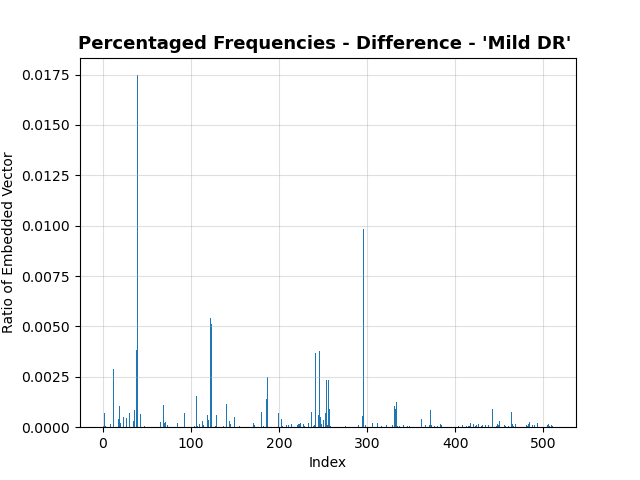 Percentaged Frequencies - Difference - 'Mild DR'
Ratio of Embedded Vector
0.0175
0.0150
0.0125
0.0100
0.0075
0.0050
0.0025
0.0000
0 100 200 300 400 500
Index